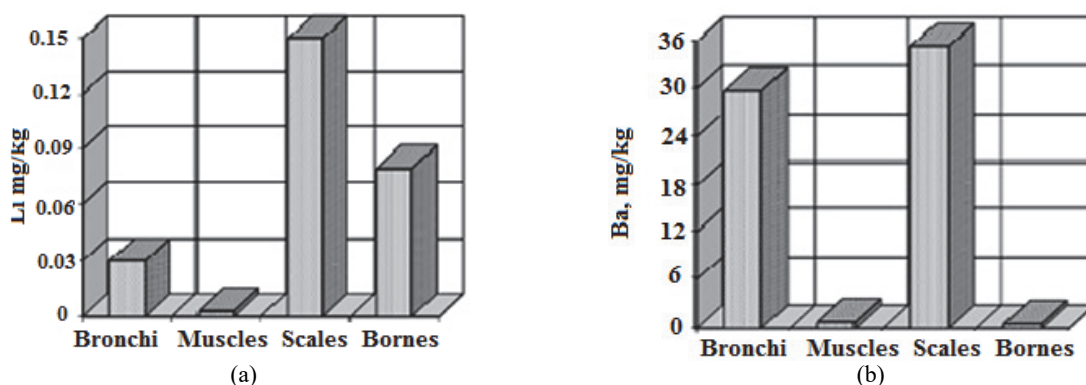 Li mg/kg
0.15
0.12
0.09
0.06
0.03
0
Bronchi Muscles Scales Bornes
(a)
Ba, mg/kg
36
30
24
18
12
6
0
Bronchi Muscles Scales Bornes
(b)